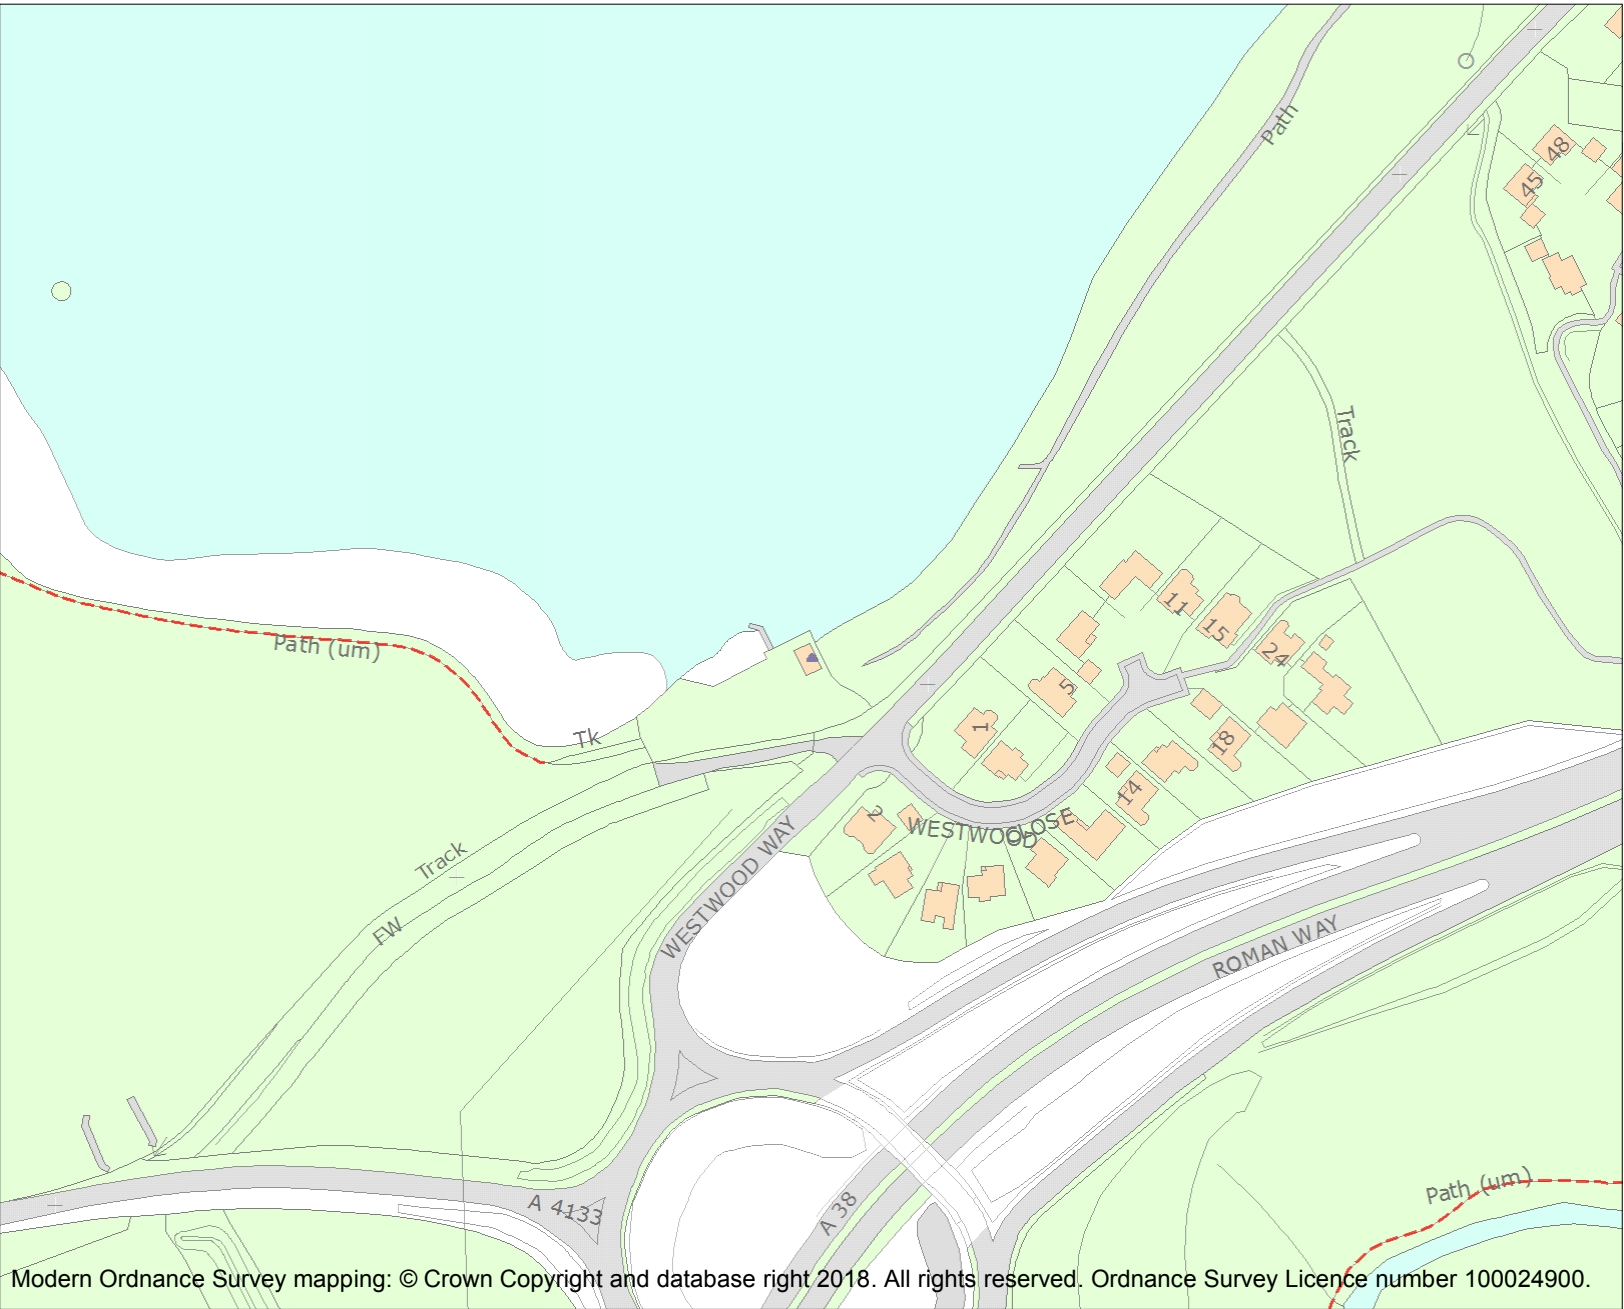 Path
48
45
Track
11
15
24
5
1
18
14
2
WESTWOOD CLOSE
Path (um)
Tk
Track
FW
WESTWOOD WAY
ROMAN WAY
A 4133
A 38
Path (um)
Modern Ordnance Survey mapping: © Crown Copyright and database right 2018. All rights reserved. Ordnance Survey Licence number 100024900.